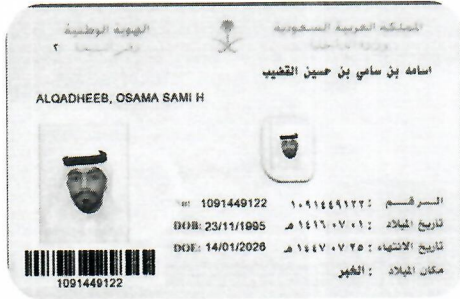 المملكة العربية السعودية
الهوية الوطنية
وزارة الداخلية
٢
اسامه بن سامي بن حسين القضيب
ALQADHEEB, OSAMA SAMI H
1091449122 الرقم : ١٠٩١٤٤٩١٢٢
DOB: 23/11/1995 تاريخ الميلاد : ١٤١٦/٠٧/٠١ هـ
DOE: 14/01/2026 تاريخ الانتهاء : ١٤٤٧/٠٧/٢٥ هـ
مكان الميلاد : الخبر
1091449122